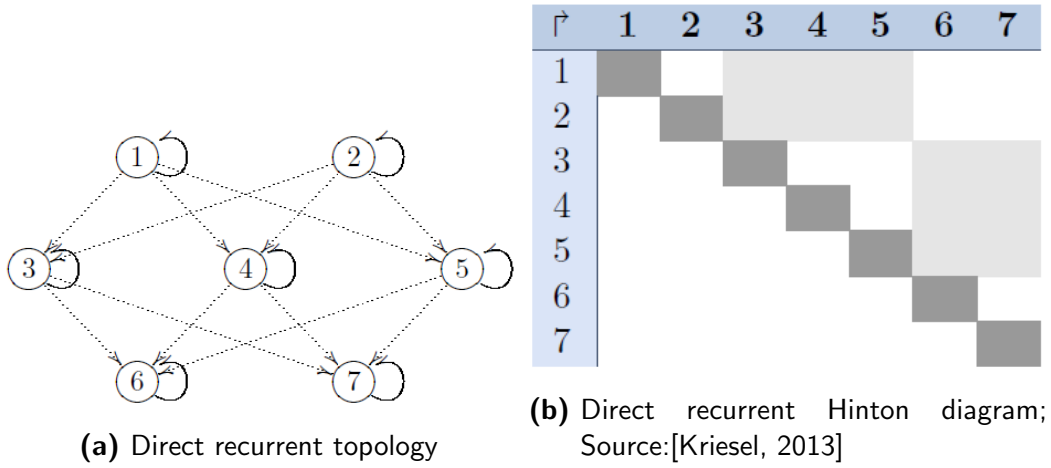 1 2
3 4 5
6 7
(a) Direct recurrent topology
↱ 1 2 3 4 5 6 7
1
2
3
4
5
6
7
(b) Direct recurrent Hinton diagram;
Source:[Kriesel, 2013]